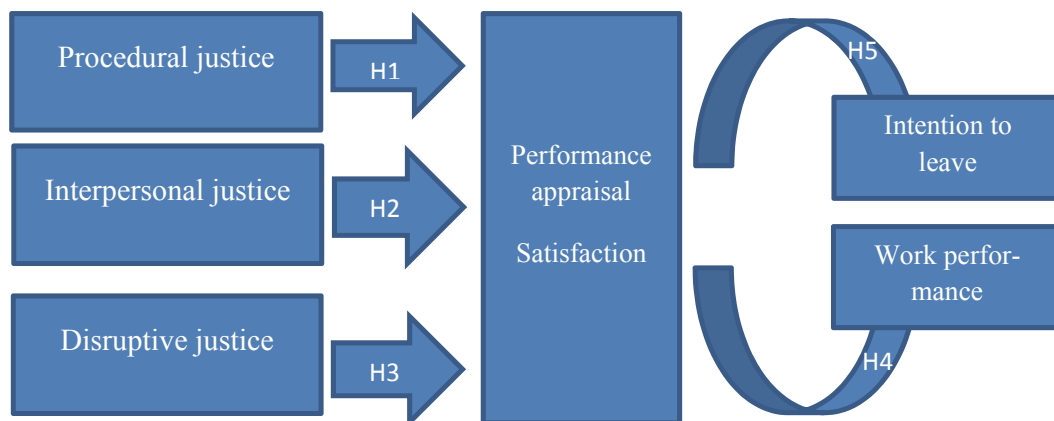 Procedural justice
H1
Interpersonal justice
H2
Disruptive justice
H3
Performance
appraisal
Satisfaction
H5
Intention to
leave
Work perfor-
mance
H4